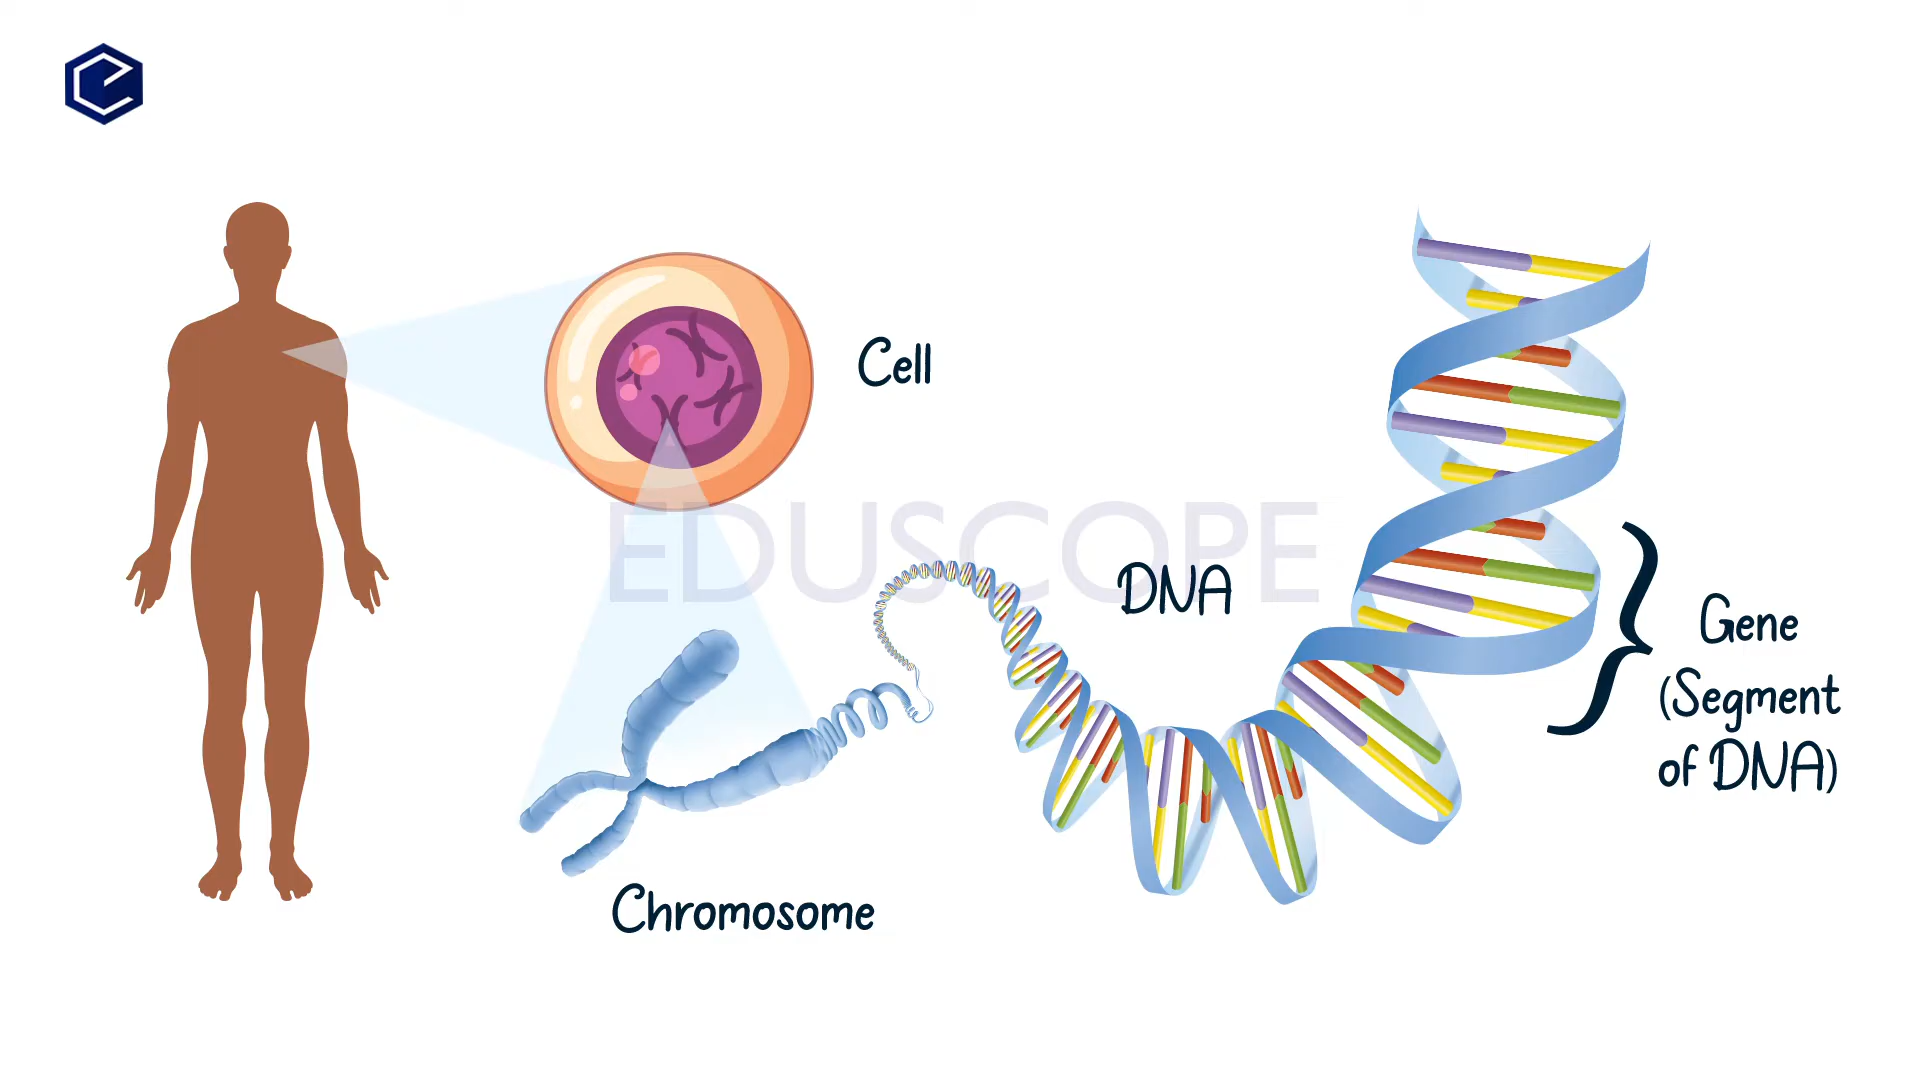 Cell
EDUSCOPE
DNA
Gene
(Segment
of DNA)
Chromosome